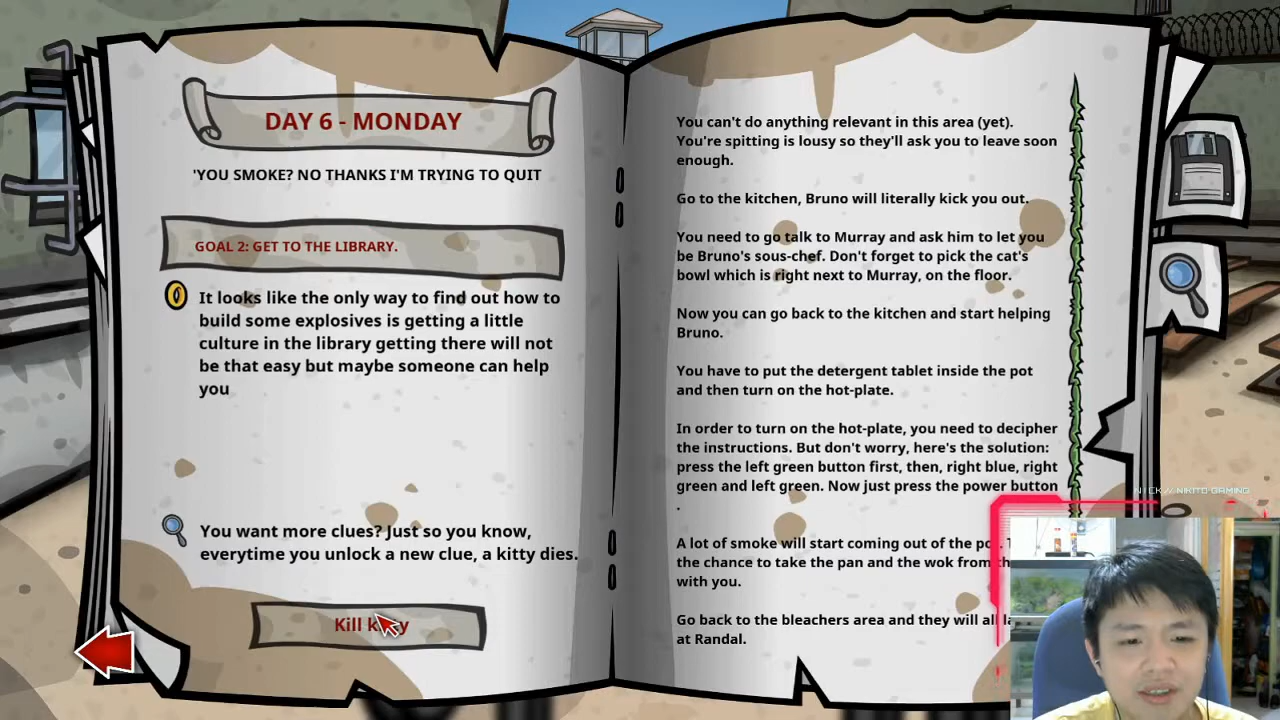 DAY 6 - MONDAY
'YOU SMOKE? NO THANKS I'M TRYING TO QUIT
GOAL 2: GET TO THE LIBRARY.
It looks like the only way to find out how to
build some explosives is getting a little
culture in the library getting there will not
be that easy but maybe someone can help
you
You want more clues? Just so you know,
everytime you unlock a new clue, a kitty dies.
Kill
You can't do anything relevant in this area (yet).
You're spitting is lousy so they'll ask you to leave soon
enough.
Go to the kitchen, Bruno will literally kick you out.
You need to go talk to Murray and ask him to let you
be Bruno's sous-chef. Don't forget to pick the cat's
bowl which is right next to Murray, on the floor.
Now you can go back to the kitchen and start helping
Bruno.
You have to put the detergent tablet inside the pot
and then turn on the hot-plate.
In order to turn on the hot-plate, you need to decipher
the instructions. But don't worry, here's the solution:
press the left green button first, then, right blue, right
green and left green. Now just press the power button
.
A lot of smoke will start coming out of the
the chance to take the pan and the wok from
with you.
Go back to the bleachers area and they will all
at Randal.
NICK // NIKITO GAMING